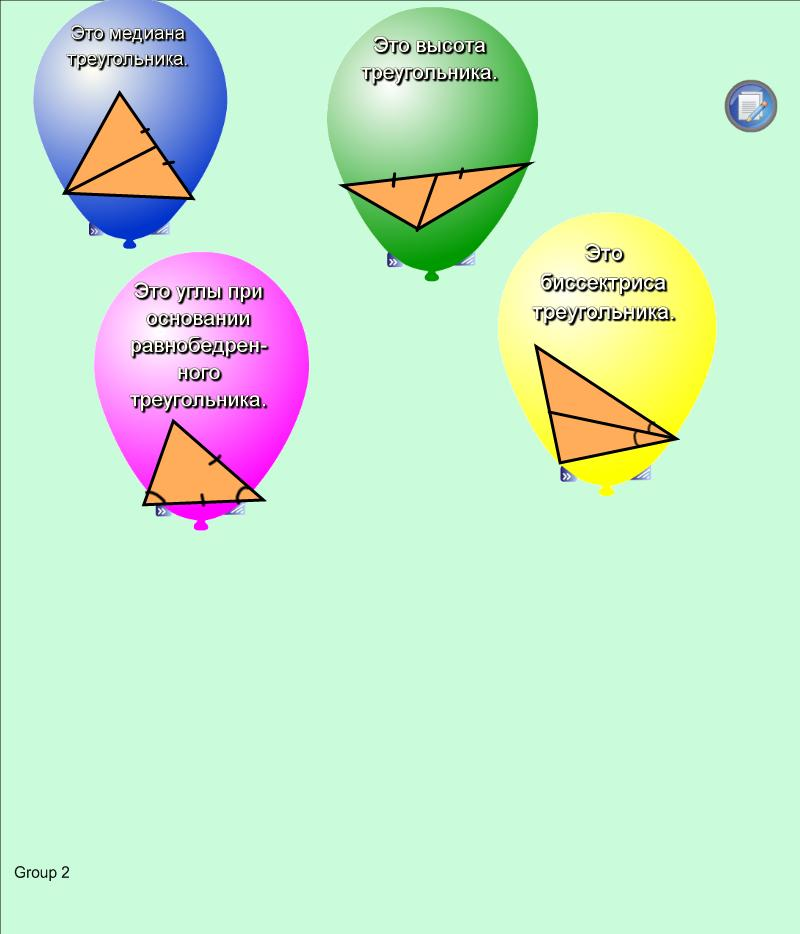 Это медиана
треугольника.
Это высота
треугольника.
Это углы при
основании
равнобедрен-
ного
треугольника.
Это
биссектриса
треугольника.
Group 2